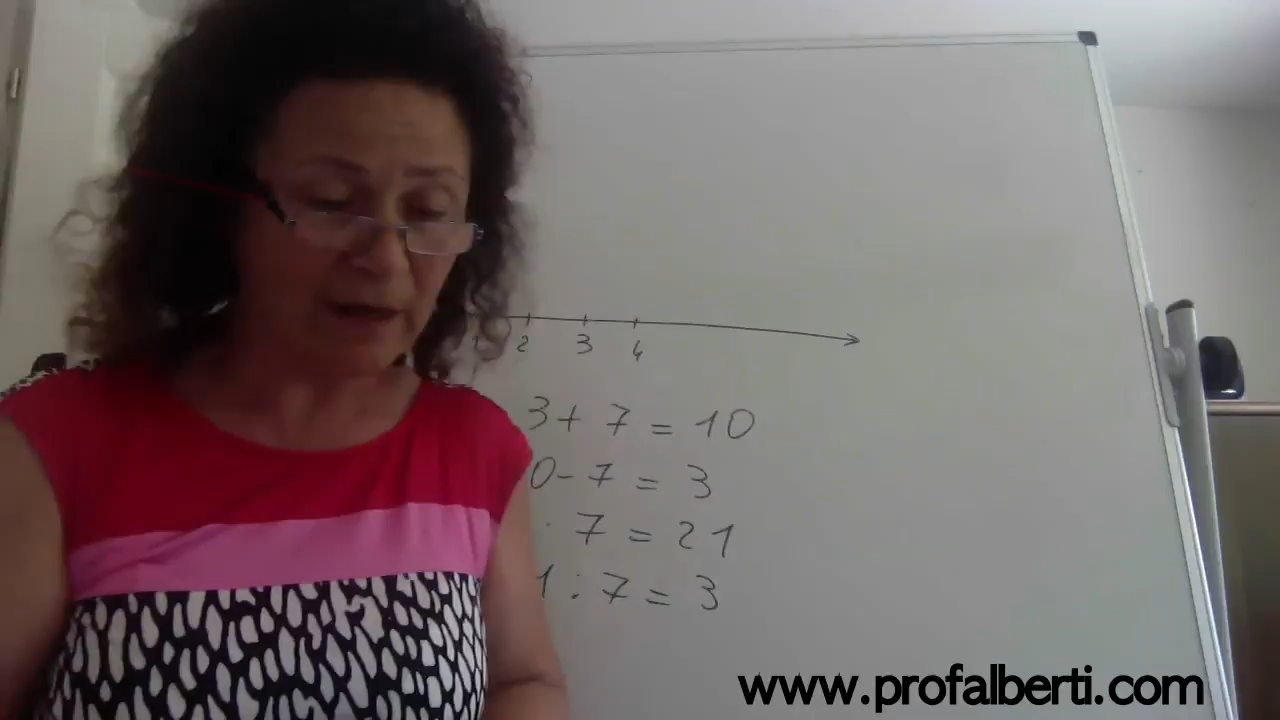 2 3 4
3 + 7 = 10
0 - 7 = 3
· 7 = 21
1 : 7 = 3
www.profalberti.com